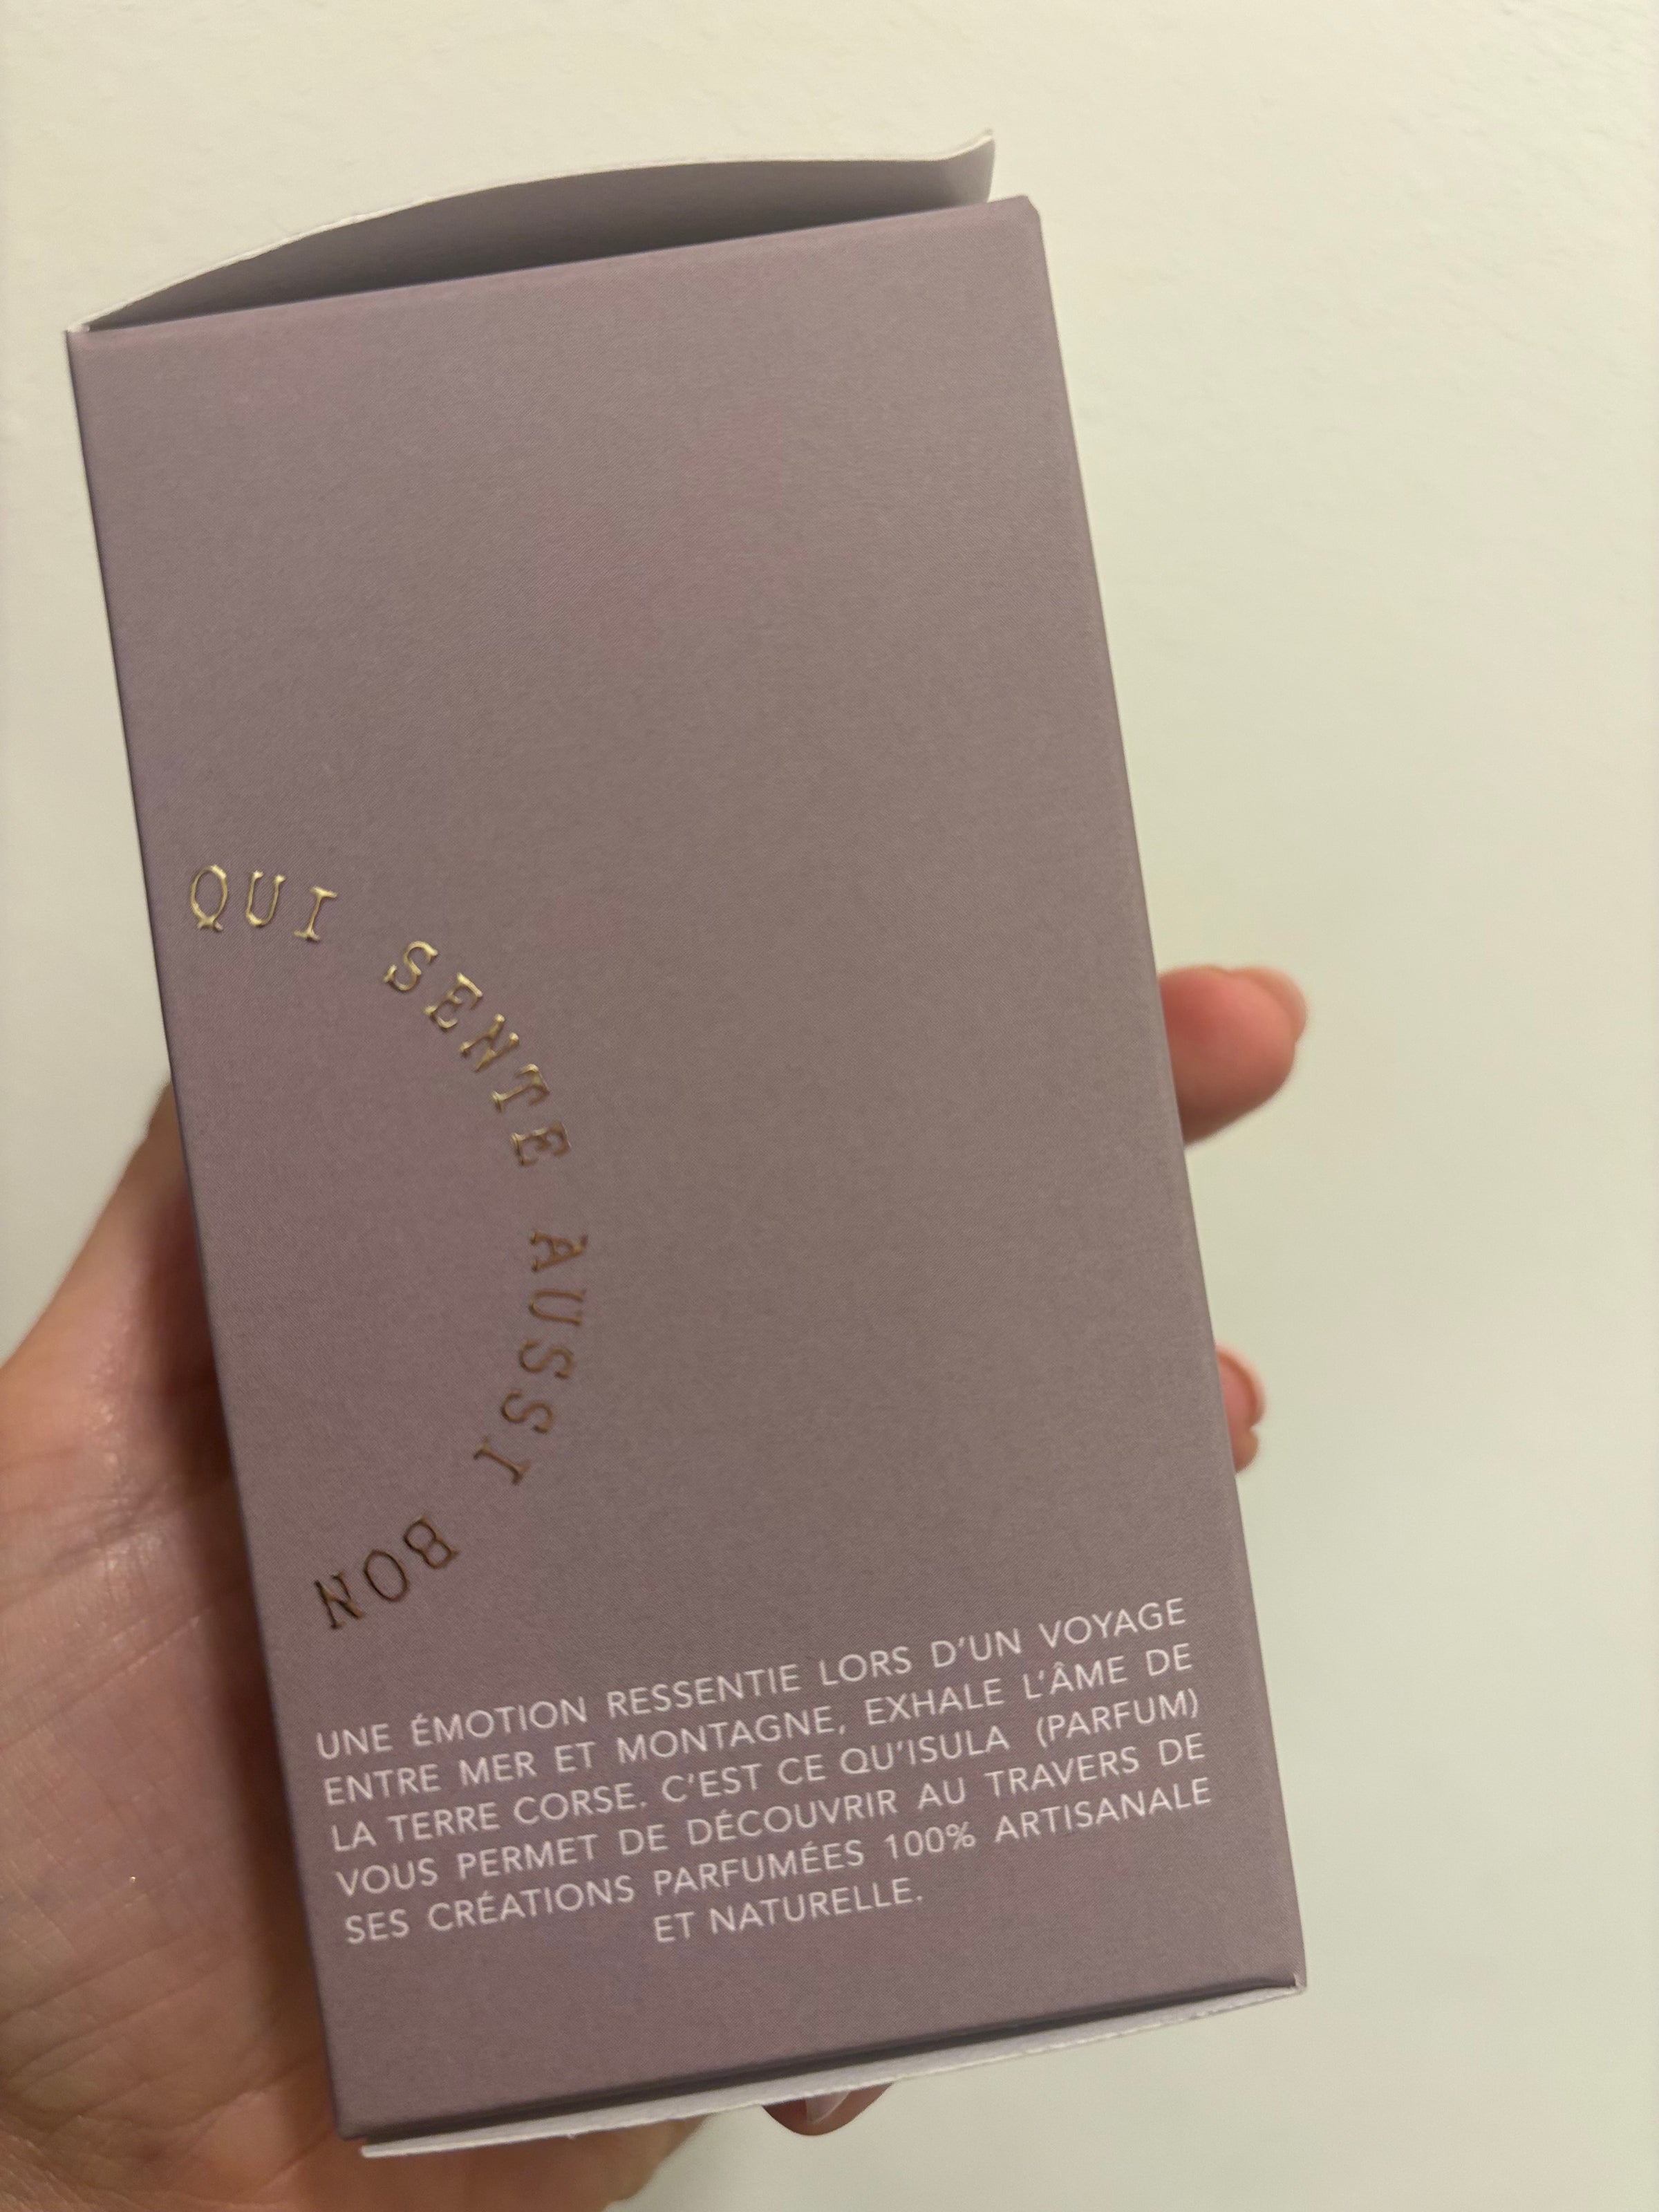 QUI SENTE AUSSI BON
UNE ÉMOTION RESSENTIE LORS D'UN VOYAGE
ENTRE MER ET MONTAGNE, EXHALE L'ÂME DE
LA TERRE CORSE. C'EST CE QU'ISULA (PARFUM)
VOUS PERMET DE DÉCOUVRIR AU TRAVERS DE
SES CRÉATIONS PARFUMÉES 100% ARTISANALE
ET NATURELLE.